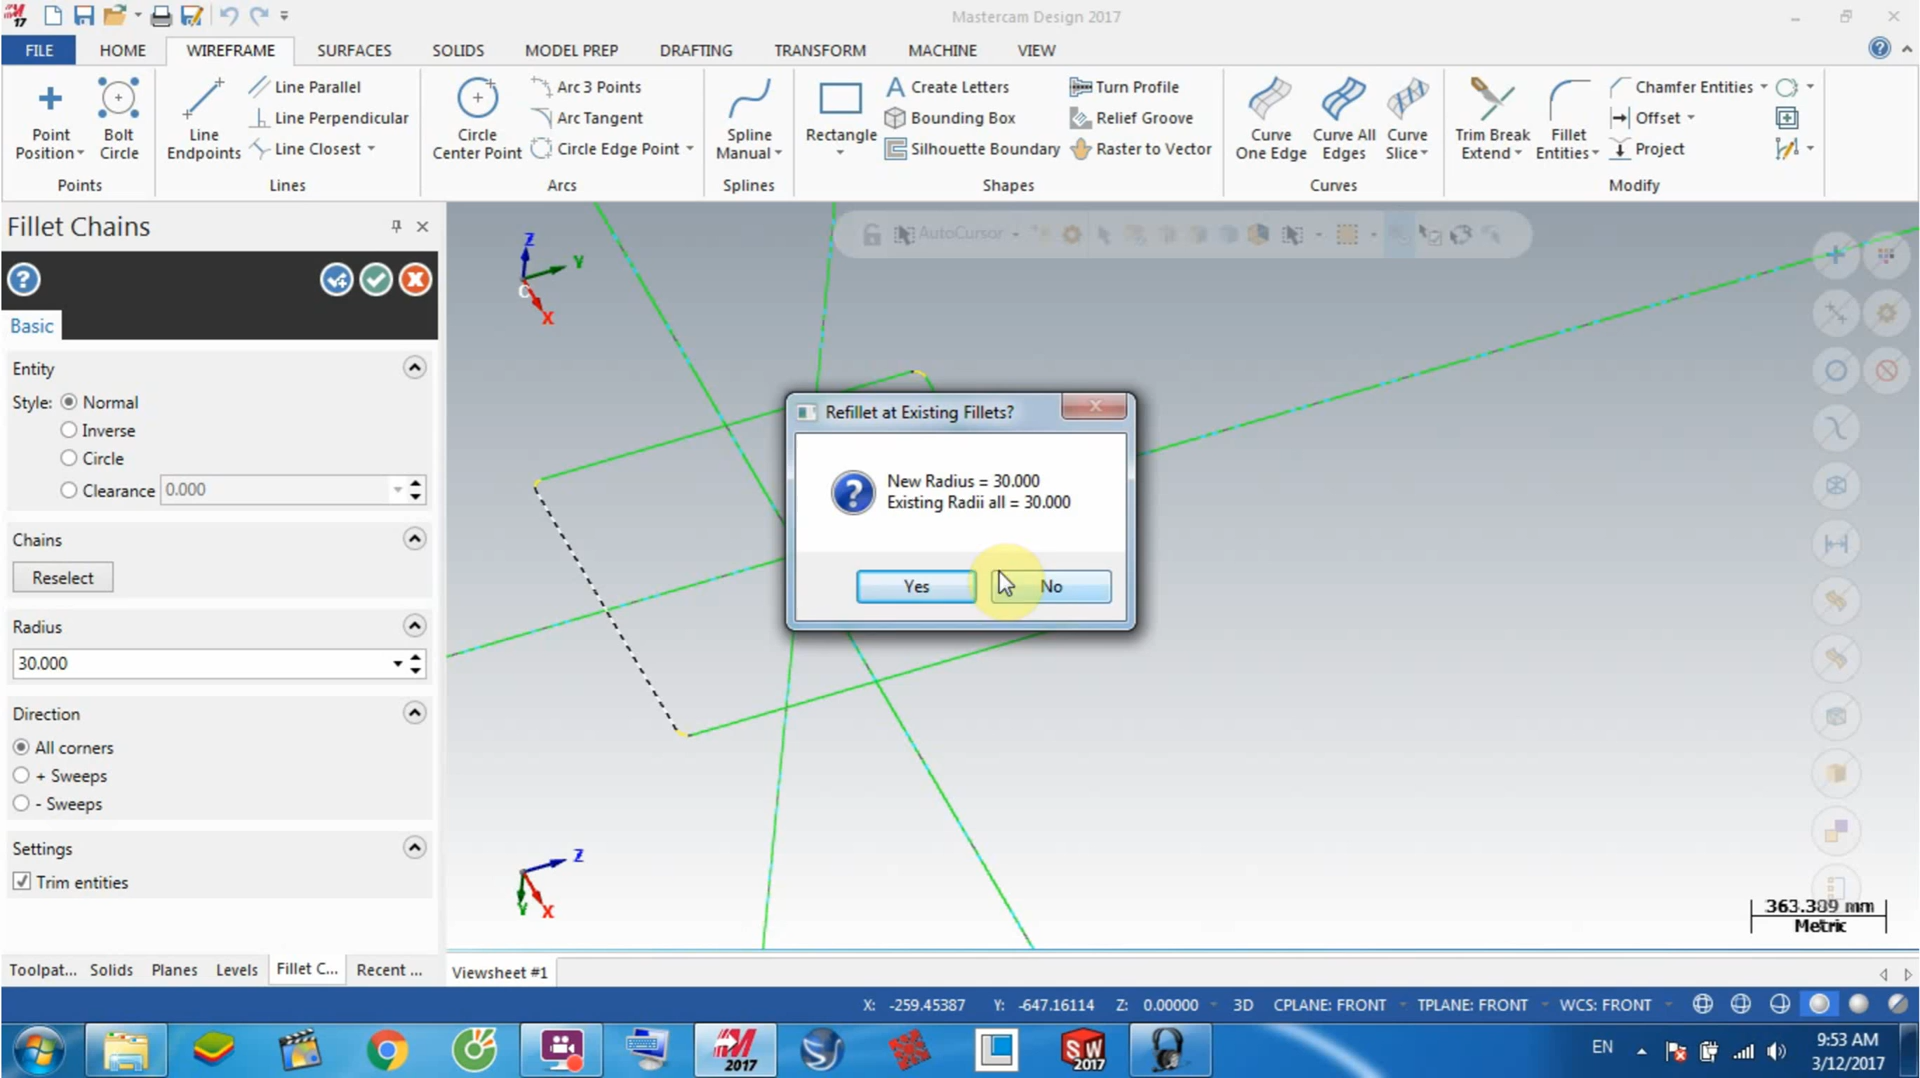 17
Mastercam Design 2017
FILE HOME WIREFRAME SURFACES SOLIDS MODEL PREP DRAFTING TRANSFORM MACHINE VIEW
Point Position
Bolt Circle
Points
Line Endpoints
Line Parallel
Line Perpendicular
Line Closest
Lines
Circle Center Point
Arc 3 Points
Arc Tangent
Circle Edge Point
Arcs
Spline Manual
Splines
Rectangle
Create Letters
Bounding Box
Silhouette Boundary
Turn Profile
Relief Groove
Raster to Vector
Shapes
Curve One Edge
Curve All Edges
Curve Slice
Curves
Trim Break Extend
Fillet Entities
Chamfer Entities
Offset
Project
Modify
Fillet Chains
Basic
Entity
Style: Normal
Inverse
Circle
Clearance 0.000
Chains
Reselect
Radius
30.000
Direction
All corners
+ Sweeps
- Sweeps
Settings
Trim entities
AutoCursor
Z
Y
X
C
Refillet at Existing Fillets?
New Radius = 30.000
Existing Radii all = 30.000
Yes No
Z
Y
X
363.389 mm
Metric
Toolpat... Solids Planes Levels Fillet C... Recent ...
Viewsheet #1
X: -259.45387 Y: -647.16114 Z: 0.00000 3D CPLANE: FRONT TPLANE: FRONT WCS: FRONT
2017
SW
2017
EN
9:53 AM
3/12/2017